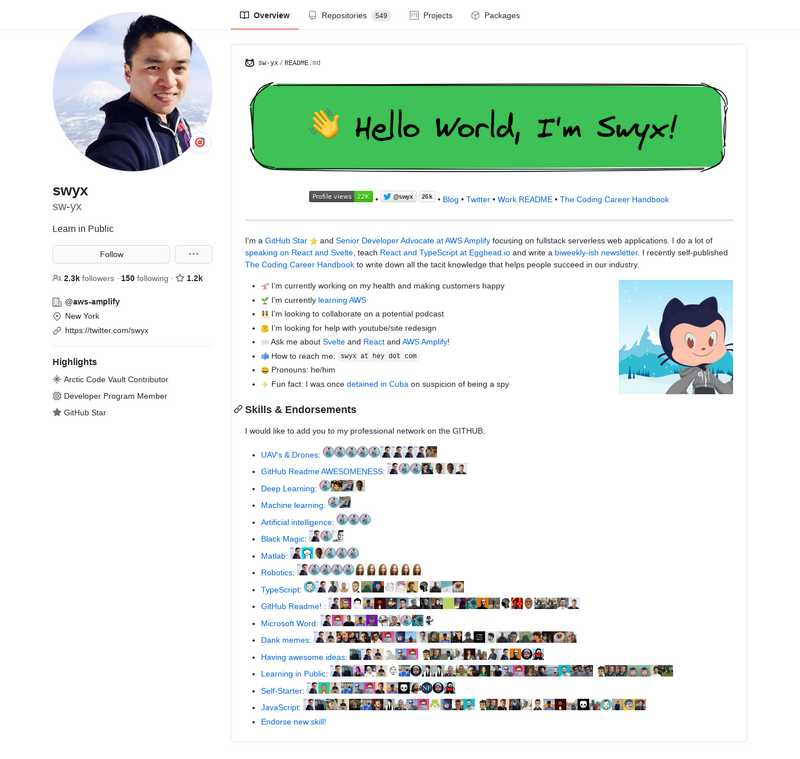 Overview
Repositories 549
Projects
Packages
swyx
sw-yx
Learn in Public
Follow
...
2.3k followers · 150 following · 1.2k
@aws-amplify
New York
https://twitter.com/swyx
Highlights
Arctic Code Vault Contributor
Developer Program Member
GitHub Star
sw-yx / README.md
Hello World, I'm Swyx!
Profile views 22K • @swyx 26k • Blog • Twitter • Work README • The Coding Career Handbook
I'm a GitHub Star ⭐ and Senior Developer Advocate at AWS Amplify focusing on fullstack serverless web applications. I do a lot of
speaking on React and Svelte, teach React and TypeScript at Egghead.io and write a biweekly-ish newsletter. I recently self-published
The Coding Career Handbook to write down all the tacit knowledge that helps people succeed in our industry.
• I'm currently working on my health and making customers happy
• I'm currently learning AWS
• I'm looking to collaborate on a potential podcast
• I'm looking for help with youtube/site redesign
• Ask me about Svelte and React and AWS Amplify!
• How to reach me: swyx at hey dot com
• Pronouns: he/him
• Fun fact: I was once detained in Cuba on suspicion of being a spy
Skills & Endorsements
I would like to add you to my professional network on the GITHUB.
• UAV's & Drones:
• GitHub Readme AWESOMENESS:
• Deep Learning:
• Machine learning:
• Artificial intelligence:
• Black Magic:
• Matlab:
• Robotics:
• TypeScript:
• GitHub Readme! :
• Microsoft Word:
• Dank memes:
• Having awesome ideas:
• Learning in Public:
• Self-Starter:
• JavaScript:
• Endorse new skill!